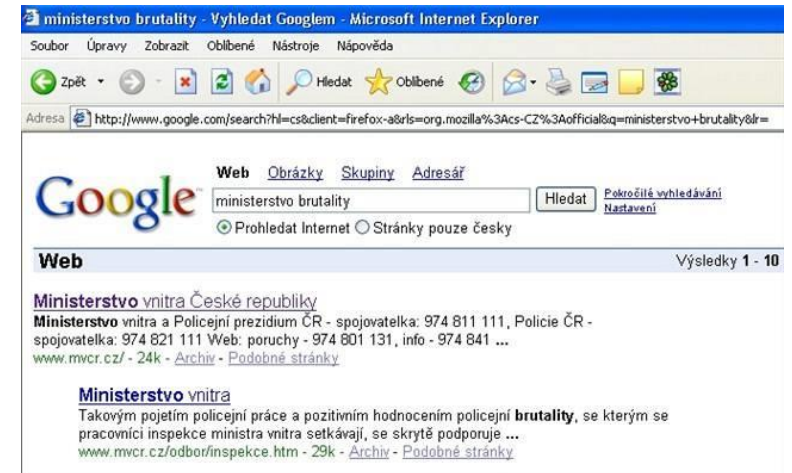 ministerstvo brutality - Vyhledat Googlem - Microsoft Internet Explorer
Soubor Úpravy Zobrazit Oblíbené Nástroje Nápověda
Zpět Hledat Oblíbené
Adresa http://www.google.com/search?hl=cs&client=firefox-a&rls=org.mozilla%3Acs-CZ%3Aofficial&q=ministerstvo+brutality&lr=
Web Obrázky Skupiny Adresář
Google
ministerstvo brutality Hledat Pokročilé vyhledávání
Nastavení
Prohledat Internet Stránky pouze česky
Web Výsledky 1 - 10
Ministerstvo vnitra České republiky
Ministerstvo vnitra a Policejní prezidium ČR - spojovatelka: 974 811 111, Policie ČR -
spojovatelka: 974 821 111 Web: poruchy - 974 801 131, info - 974 841 ...
www.mvcr.cz/ - 24k - Archiv - Podobné stránky
Ministerstvo vnitra
Takovým pojetím policejní práce a pozitivním hodnocením policejní brutality, se kterým se
pracovníci inspekce ministra vnitra setkávají, se skrytě podporuje ...
www.mvcr.cz/odbor/inspekce.htm - 29k - Archiv - Podobné stránky